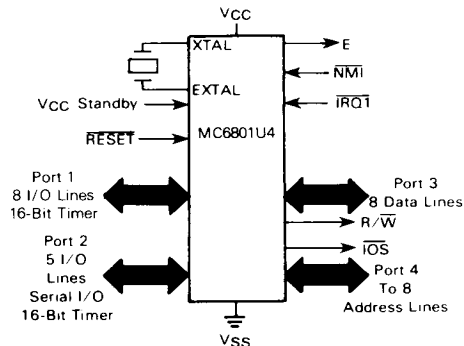 VCC
XTAL
E
NMI
EXTAL
VCC Standby
IRQ1
RESET
MC6801U4
Port 1
8 I/O Lines
16-Bit Timer
Port 3
8 Data Lines
R/W
Port 2
5 I/O
Lines
Serial I/O
16-Bit Timer
IOS
Port 4
To 8
Address Lines
VSS